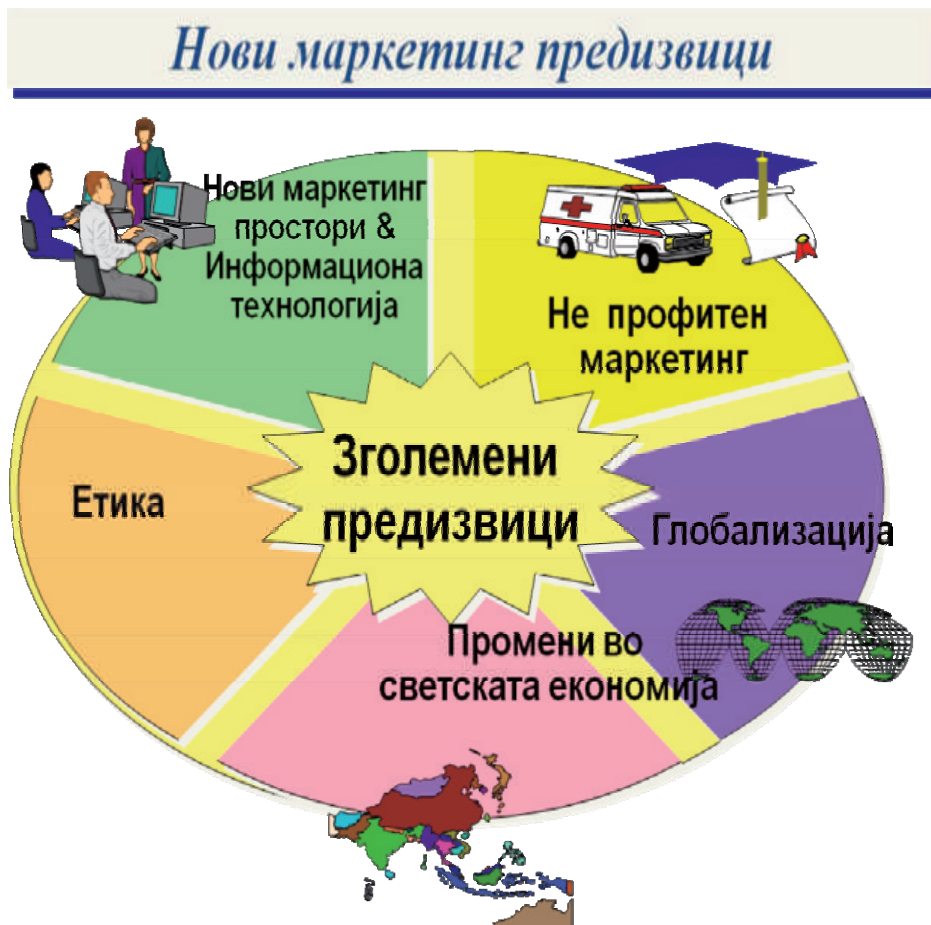 Нови маркетинг предизвици
Нови маркетинг
простори &
Информациона
технологија
Не профитен
маркетинг
Зголемени
предизвици
Етика
Глобализација
Промени во
светската економија